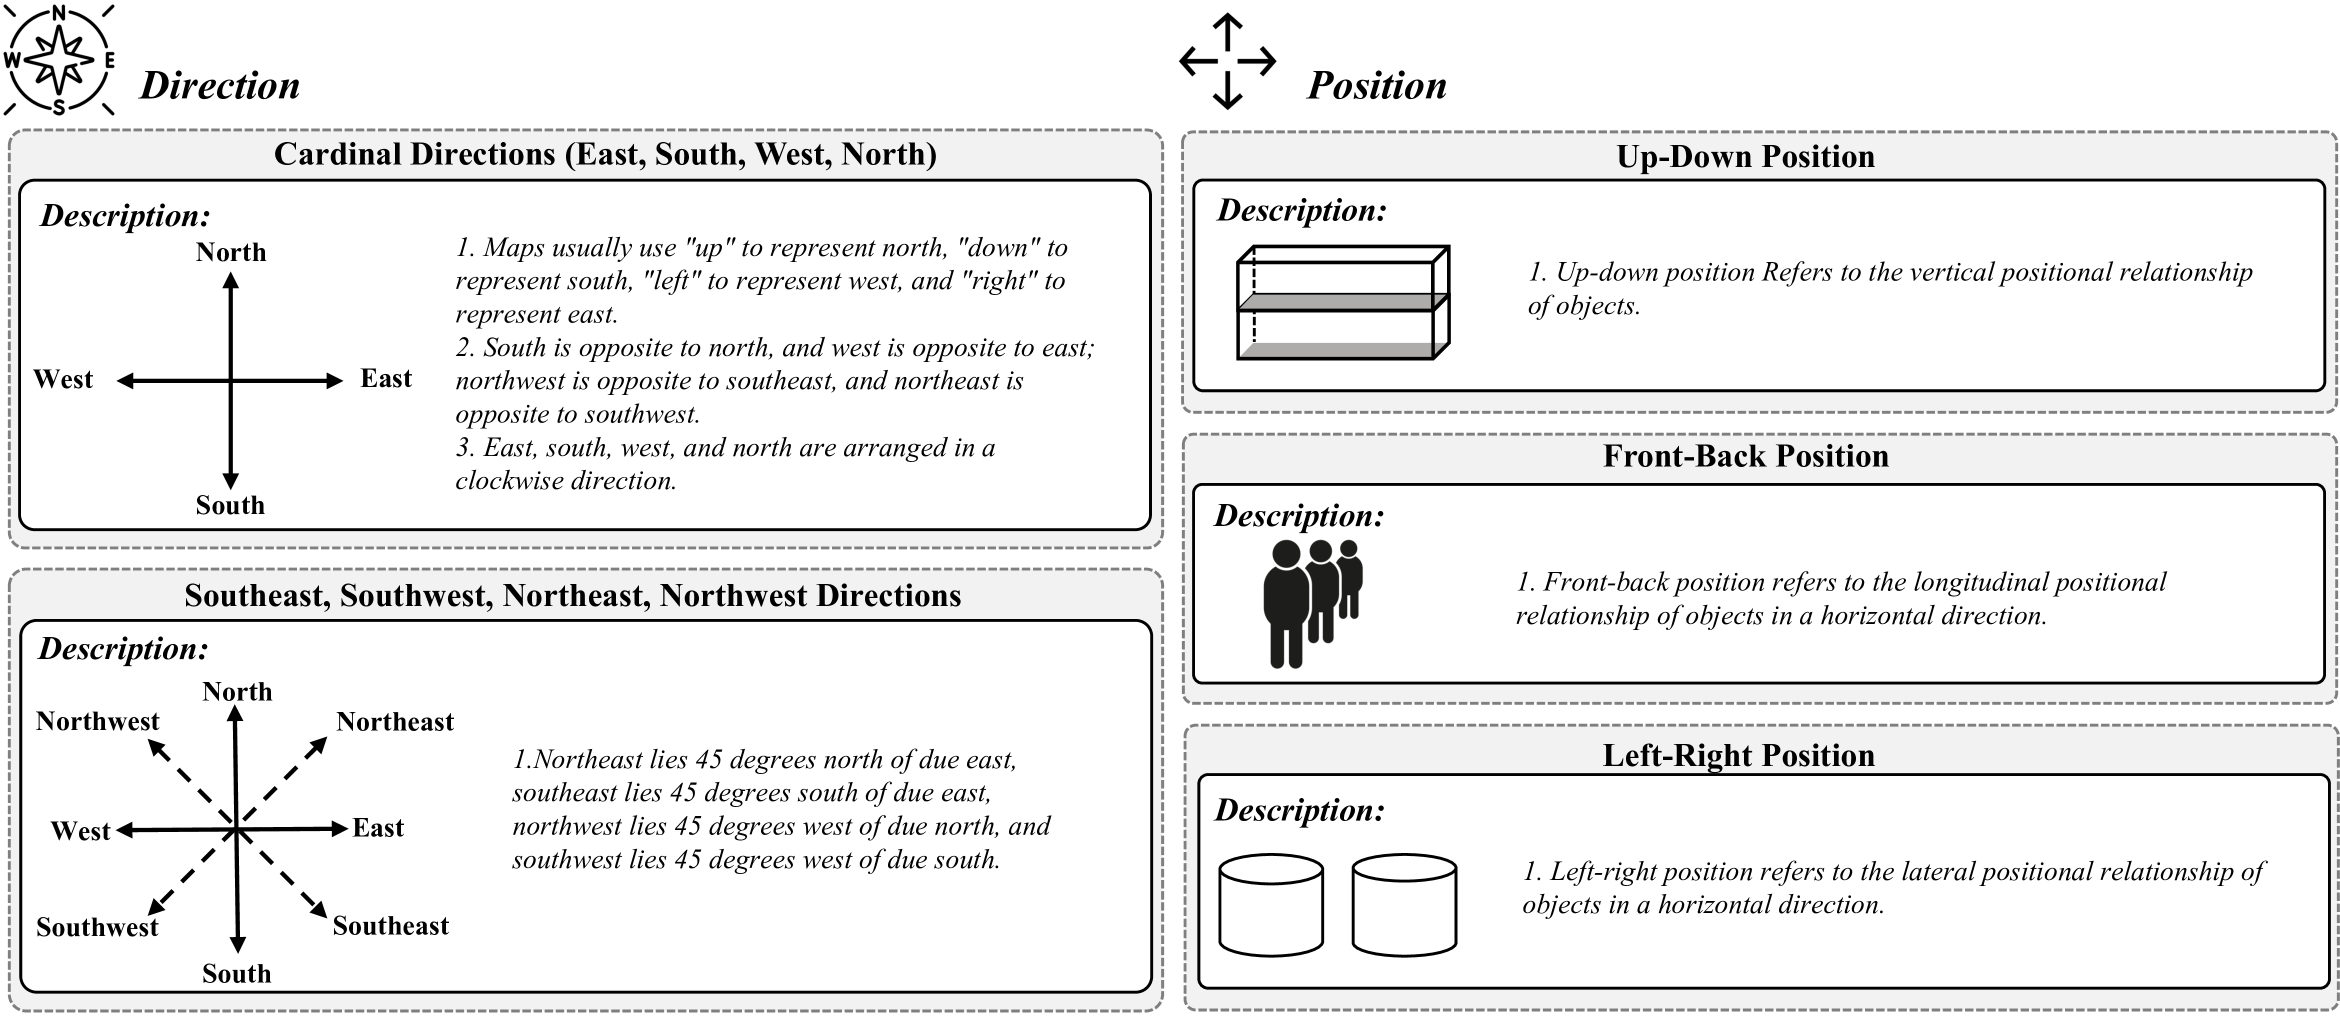 N
W
E
S
Direction
Cardinal Directions (East, South, West, North)
Description:
North
West
East
South
1. Maps usually use "up" to represent north, "down" to
represent south, "left" to represent west, and "right" to
represent east.
2. South is opposite to north, and west is opposite to east;
northwest is opposite to southeast, and northeast is
opposite to southwest.
3. East, south, west, and north are arranged in a
clockwise direction.
Southeast, Southwest, Northeast, Northwest Directions
Description:
North
Northwest
Northeast
West
East
Southwest
Southeast
South
1.Northeast lies 45 degrees north of due east,
southeast lies 45 degrees south of due east,
northwest lies 45 degrees west of due north, and
southwest lies 45 degrees west of due south.
Position
Up-Down Position
Description:
1. Up-down position Refers to the vertical positional relationship
of objects.
Front-Back Position
Description:
1. Front-back position refers to the longitudinal positional
relationship of objects in a horizontal direction.
Left-Right Position
Description:
1. Left-right position refers to the lateral positional relationship of
objects in a horizontal direction.